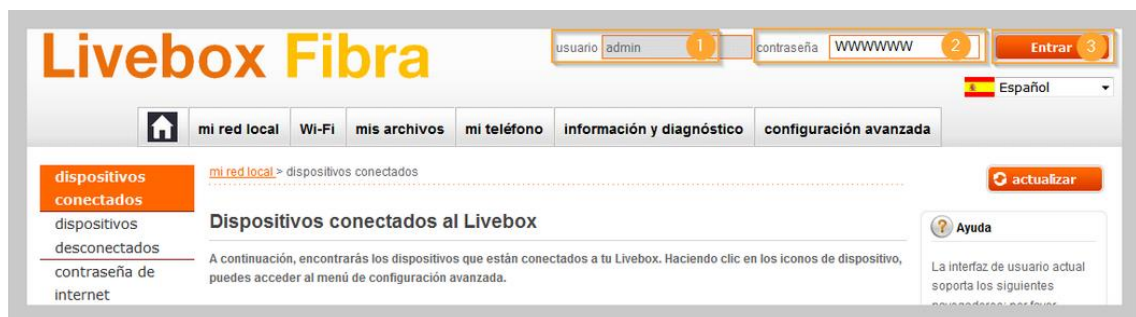 Livebox Fibra
usuario admin 1 contraseña WWWWWW 2 Entrar 3
Español
mi red local Wi-Fi mis archivos mi teléfono información y diagnóstico configuración avanzada
dispositivos
conectados
dispositivos
desconectados
contraseña de
internet
mi red local > dispositivos conectados
Dispositivos conectados al Livebox
A continuación, encontrarás los dispositivos que están conectados a tu Livebox. Haciendo clic en los iconos de dispositivo,
puedes acceder al menú de configuración avanzada.
actualizar
? Ayuda
La interfaz de usuario actual
soporta los siguientes